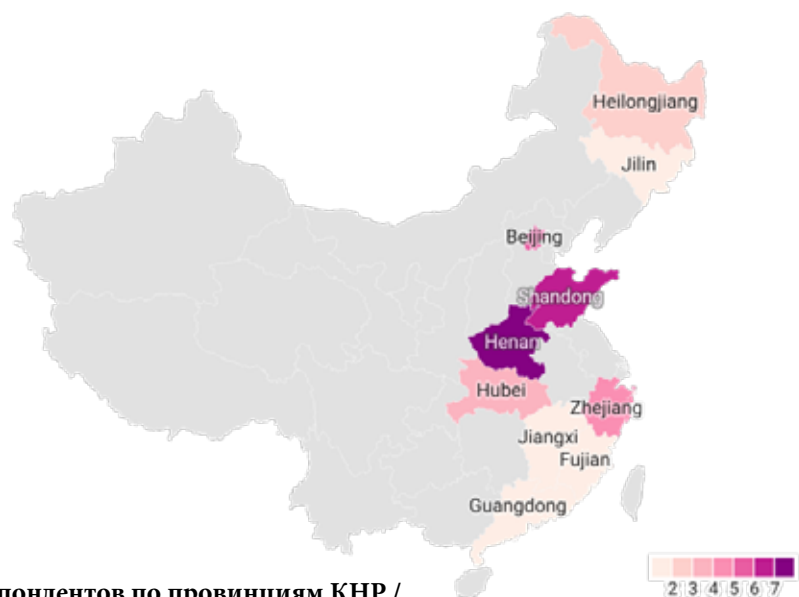 Heilongjiang
Jilin
Beijing
Shandong
Henan
Hubei
Zhejiang
Jiangxi
Fujian
Guangdong
2 3 4 5 6 7
по провинциям КНР /